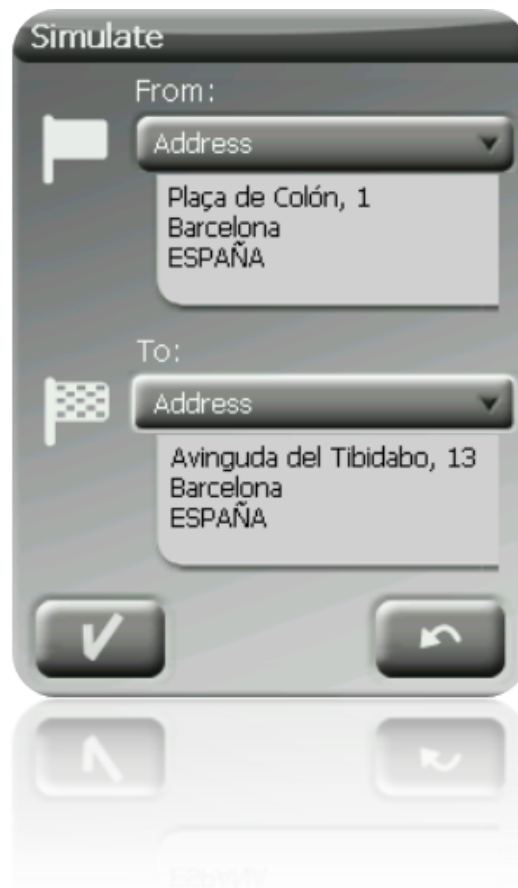 Simulate
From:
Address
Plaça de Colón, 1
Barcelona
ESPAÑA
To:
Address
Avinguda del Tibidabo, 13
Barcelona
ESPAÑA